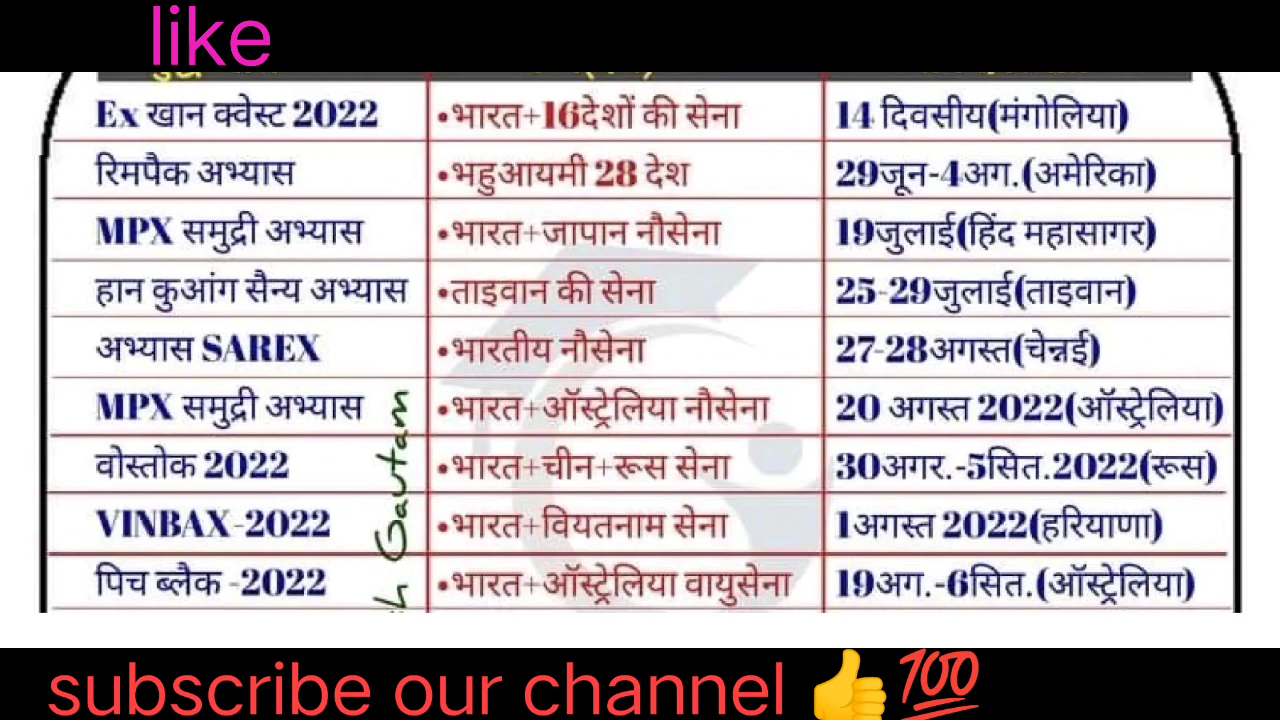 like
Ex खान क्वेस्ट 2022 •भारत+16देशों की सेना 14 दिवसीय(मंगोलिया)
रिमपैक अभ्यास •भहुआयमी 28 देश 29जून-4अग.(अमेरिका)
MPX समुद्री अभ्यास •भारत+जापान नौसेना 19जुलाई(हिंद महासागर)
हान कुआंग सैन्य अभ्यास •ताइवान की सेना 25-29जुलाई(ताइवान)
अभ्यास SAREX •भारतीय नौसेना 27-28अगस्त(चेन्नई)
MPX समुद्री अभ्यास •भारत+ऑस्ट्रेलिया नौसेना 20 अगस्त 2022(ऑस्ट्रेलिया)
वोस्तोक 2022 •भारत+चीन+रूस सेना 30अगर.-5सित.2022(रूस)
VINBAX-2022 •भारत+वियतनाम सेना 1अगस्त 2022(हरियाणा)
पिच ब्लैक -2022 •भारत+ऑस्ट्रेलिया वायुसेना 19अग.-6सित.(ऑस्ट्रेलिया)
Gautam
subscribe our channel 👍💯